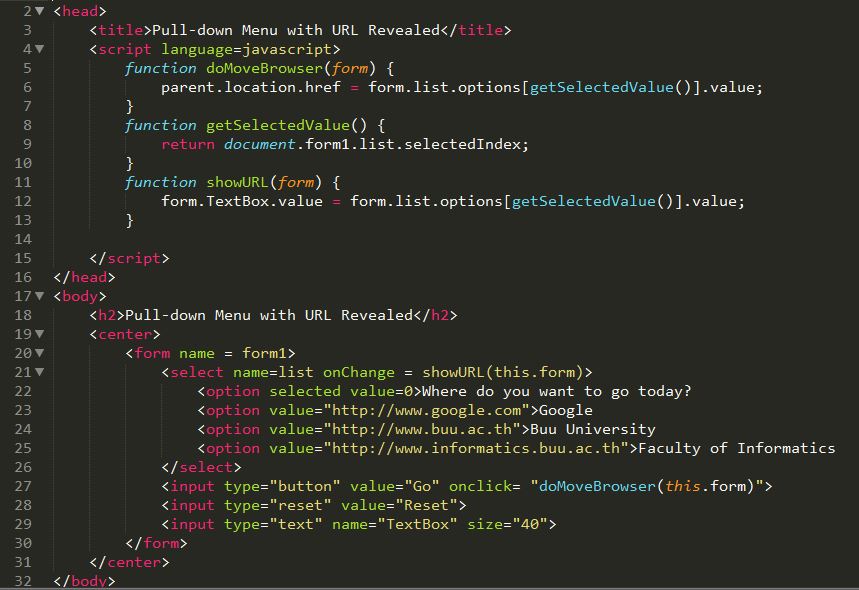 2 <head>
3 <title>Pull-down Menu with URL Revealed</title>
4 <script language=javascript>
5 function doMoveBrowser(form) {
6 parent.location.href = form.list.options[getSelectedValue()].value;
7 }
8 function getSelectedValue() {
9 return document.form1.list.selectedIndex;
10 }
11 function showURL(form) {
12 form.TextBox.value = form.list.options[getSelectedValue()].value;
13 }
14
15 </script>
16 </head>
17 <body>
18 <h2>Pull-down Menu with URL Revealed</h2>
19 <center>
20 <form name = form1>
21 <select name=list onChange = showURL(this.form)>
22 <option selected value=0>Where do you want to go today?
23 <option value="http://www.google.com">Google
24 <option value="http://www.buu.ac.th">Buu University
25 <option value="http://www.informatics.buu.ac.th">Faculty of Informatics
26 </select>
27 <input type="button" value="Go" onclick= "doMoveBrowser(this.form)">
28 <input type="reset" value="Reset">
29 <input type="text" name="TextBox" size="40">
30 </form>
31 </center>
32 </body>